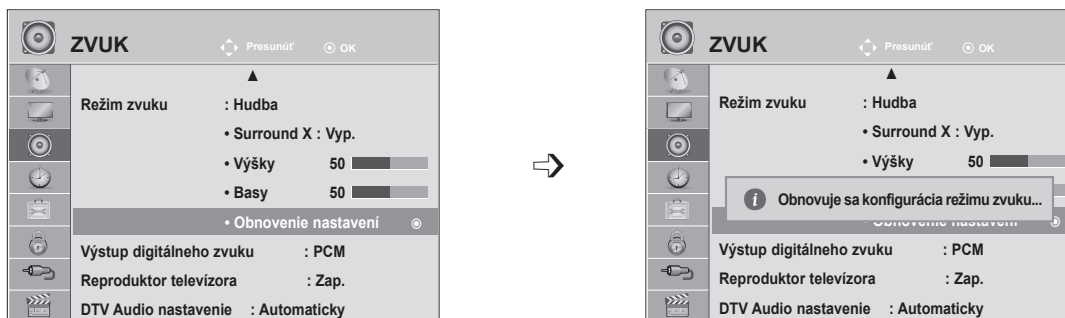 ZVUK
Presunúť
OK
Režim zvuku : Hudba
• Surround X : Vyp.
• Výšky 50
• Basy 50
• Obnovenie nastavení
Výstup digitálneho zvuku : PCM
Reproduktor televízora : Zap.
DTV Audio nastavenie : Automaticky
ZVUK
Presunúť
OK
Režim zvuku : Hudba
• Surround X : Vyp.
• Výšky 50
Obnovuje sa konfigurácia režimu zvuku...
• Obnovenie nastavení
Výstup digitálneho zvuku : PCM
Reproduktor televízora : Zap.
DTV Audio nastavenie : Automaticky